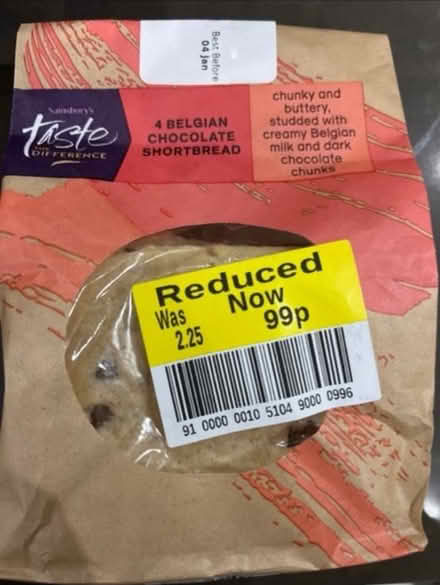 Best Before
04 Jan
Sainsbury's
Taste
THE DIFFERENCE
4 BELGIAN
CHOCOLATE
SHORTBREAD
chunky and
buttery,
studded with
creamy Belgian
milk and dark
chocolate
chunks
Reduced
Was
2.25
Now
99p
91 0000 0010 5104 9000 0996